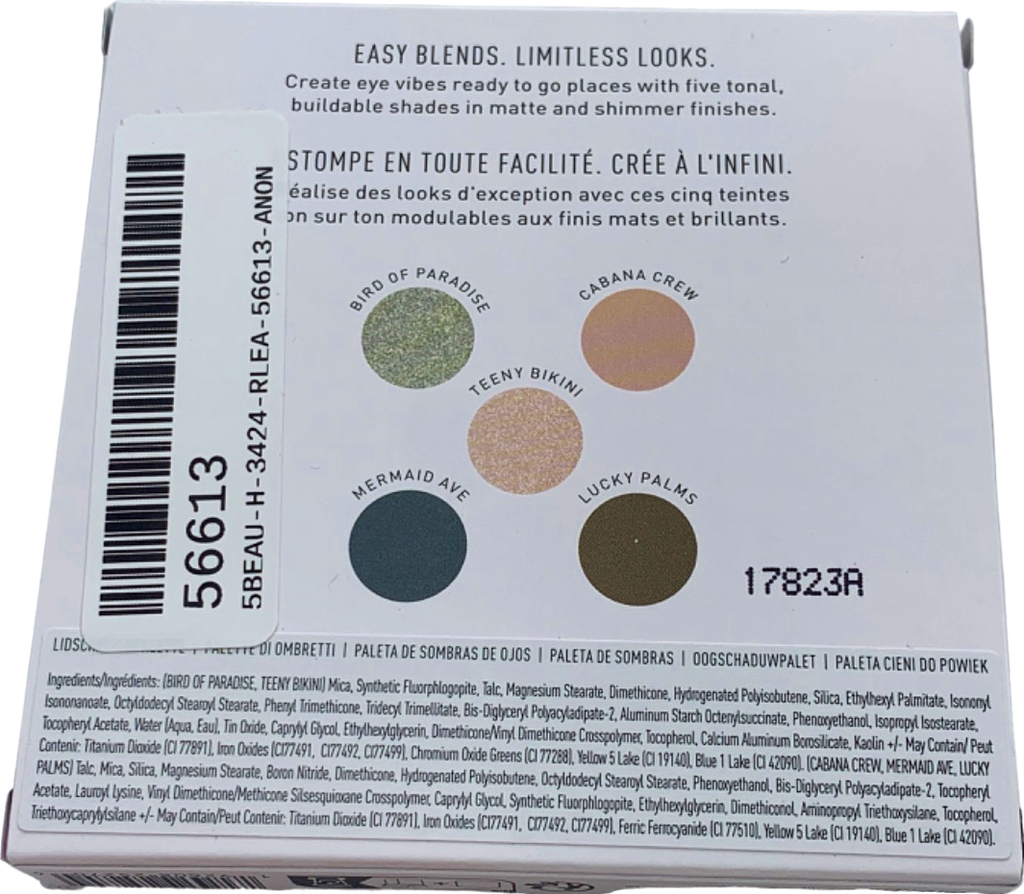 EASY BLENDS. LIMITLESS LOOKS.
Create eye vibes ready to go places with five tonal,
buildable shades in matte and shimmer finishes.
STOMPE EN TOUTE FACILITÉ. CRÉE À L'INFINI.
éalise des looks d'exception avec ces cinq teintes
on sur ton modulables aux finis mats et brillants.
56613
5BEAU-H-3424-RLEA-56613-ANON
BIRD OF PARADISE
CABANA CREW
TEENY BIKINI
MERMAID AVE
LUCKY PALMS
17823A
DI OMBRETTI | PALETA DE SOMBRAS DE OJOS | PALETA DE SOMBRAS | OOGSCHADUWPALET | PALETA CIENI DO POWIEK
Ingredients/Ingrédients: (BIRD OF PARADISE, TEENY BIKINI) Mica, Synthetic Fluorphlogopite, Talc, Magnesium Stearate, Dimethicone, Hydrogenated Polyisobutene, Silica, Ethylhexyl Palmitate, Isononyl
Isononanoate, Octyldodecyl Stearoyl Stearate, Phenyl Trimethicone, Tridecyl Trimellitate, Bis-Diglyceryl Polyacyladipate-2, Aluminum Starch Octenylsuccinate, Phenoxyethanol, Isopropyl Isostearate,
Tocopheryl Acetate, Water (Aqua, Eau), Tin Oxide, Caprylyl Glycol, Ethylhexylglycerin, Dimethicone/Vinyl Dimethicone Crosspolymer, Tocopherol, Calcium Aluminum Borosilicate, Kaolin +/- May Contain/ Peut
Contenir: Titanium Dioxide (CI 77891), Iron Oxides (CI77491, CI77492, CI77499), Chromium Oxide Greens (CI 77288), Yellow 5 Lake (CI 19140), Blue 1 Lake (CI 42090). (CABANA CREW, MERMAID AVE, LUCKY
PALMS) Talc, Mica, Silica, Magnesium Stearate, Boron Nitride, Dimethicone, Hydrogenated Polyisobutene, Octyldodecyl Stearoyl Stearate, Phenoxyethanol, Bis-Diglyceryl Polyacyladipate-2, Tocopheryl
Acetate, Lauroyl Lysine, Vinyl Dimethicone/Methicone Silsesquioxane Crosspolymer, Caprylyl Glycol, Synthetic Fluorphlogopite, Ethylhexylglycerin, Dimethiconol, Aminopropyl Triethoxysilane, Tocopherol,
Triethoxycaprylylsilane +/- May Contain/Peut Contenir: Titanium Dioxide (CI 77891), Iron Oxides (CI77491, CI77492, CI77499), Ferric Ferrocyanide (CI 77510), Yellow 5 Lake (CI 19140), Blue 1 Lake (CI 42090).